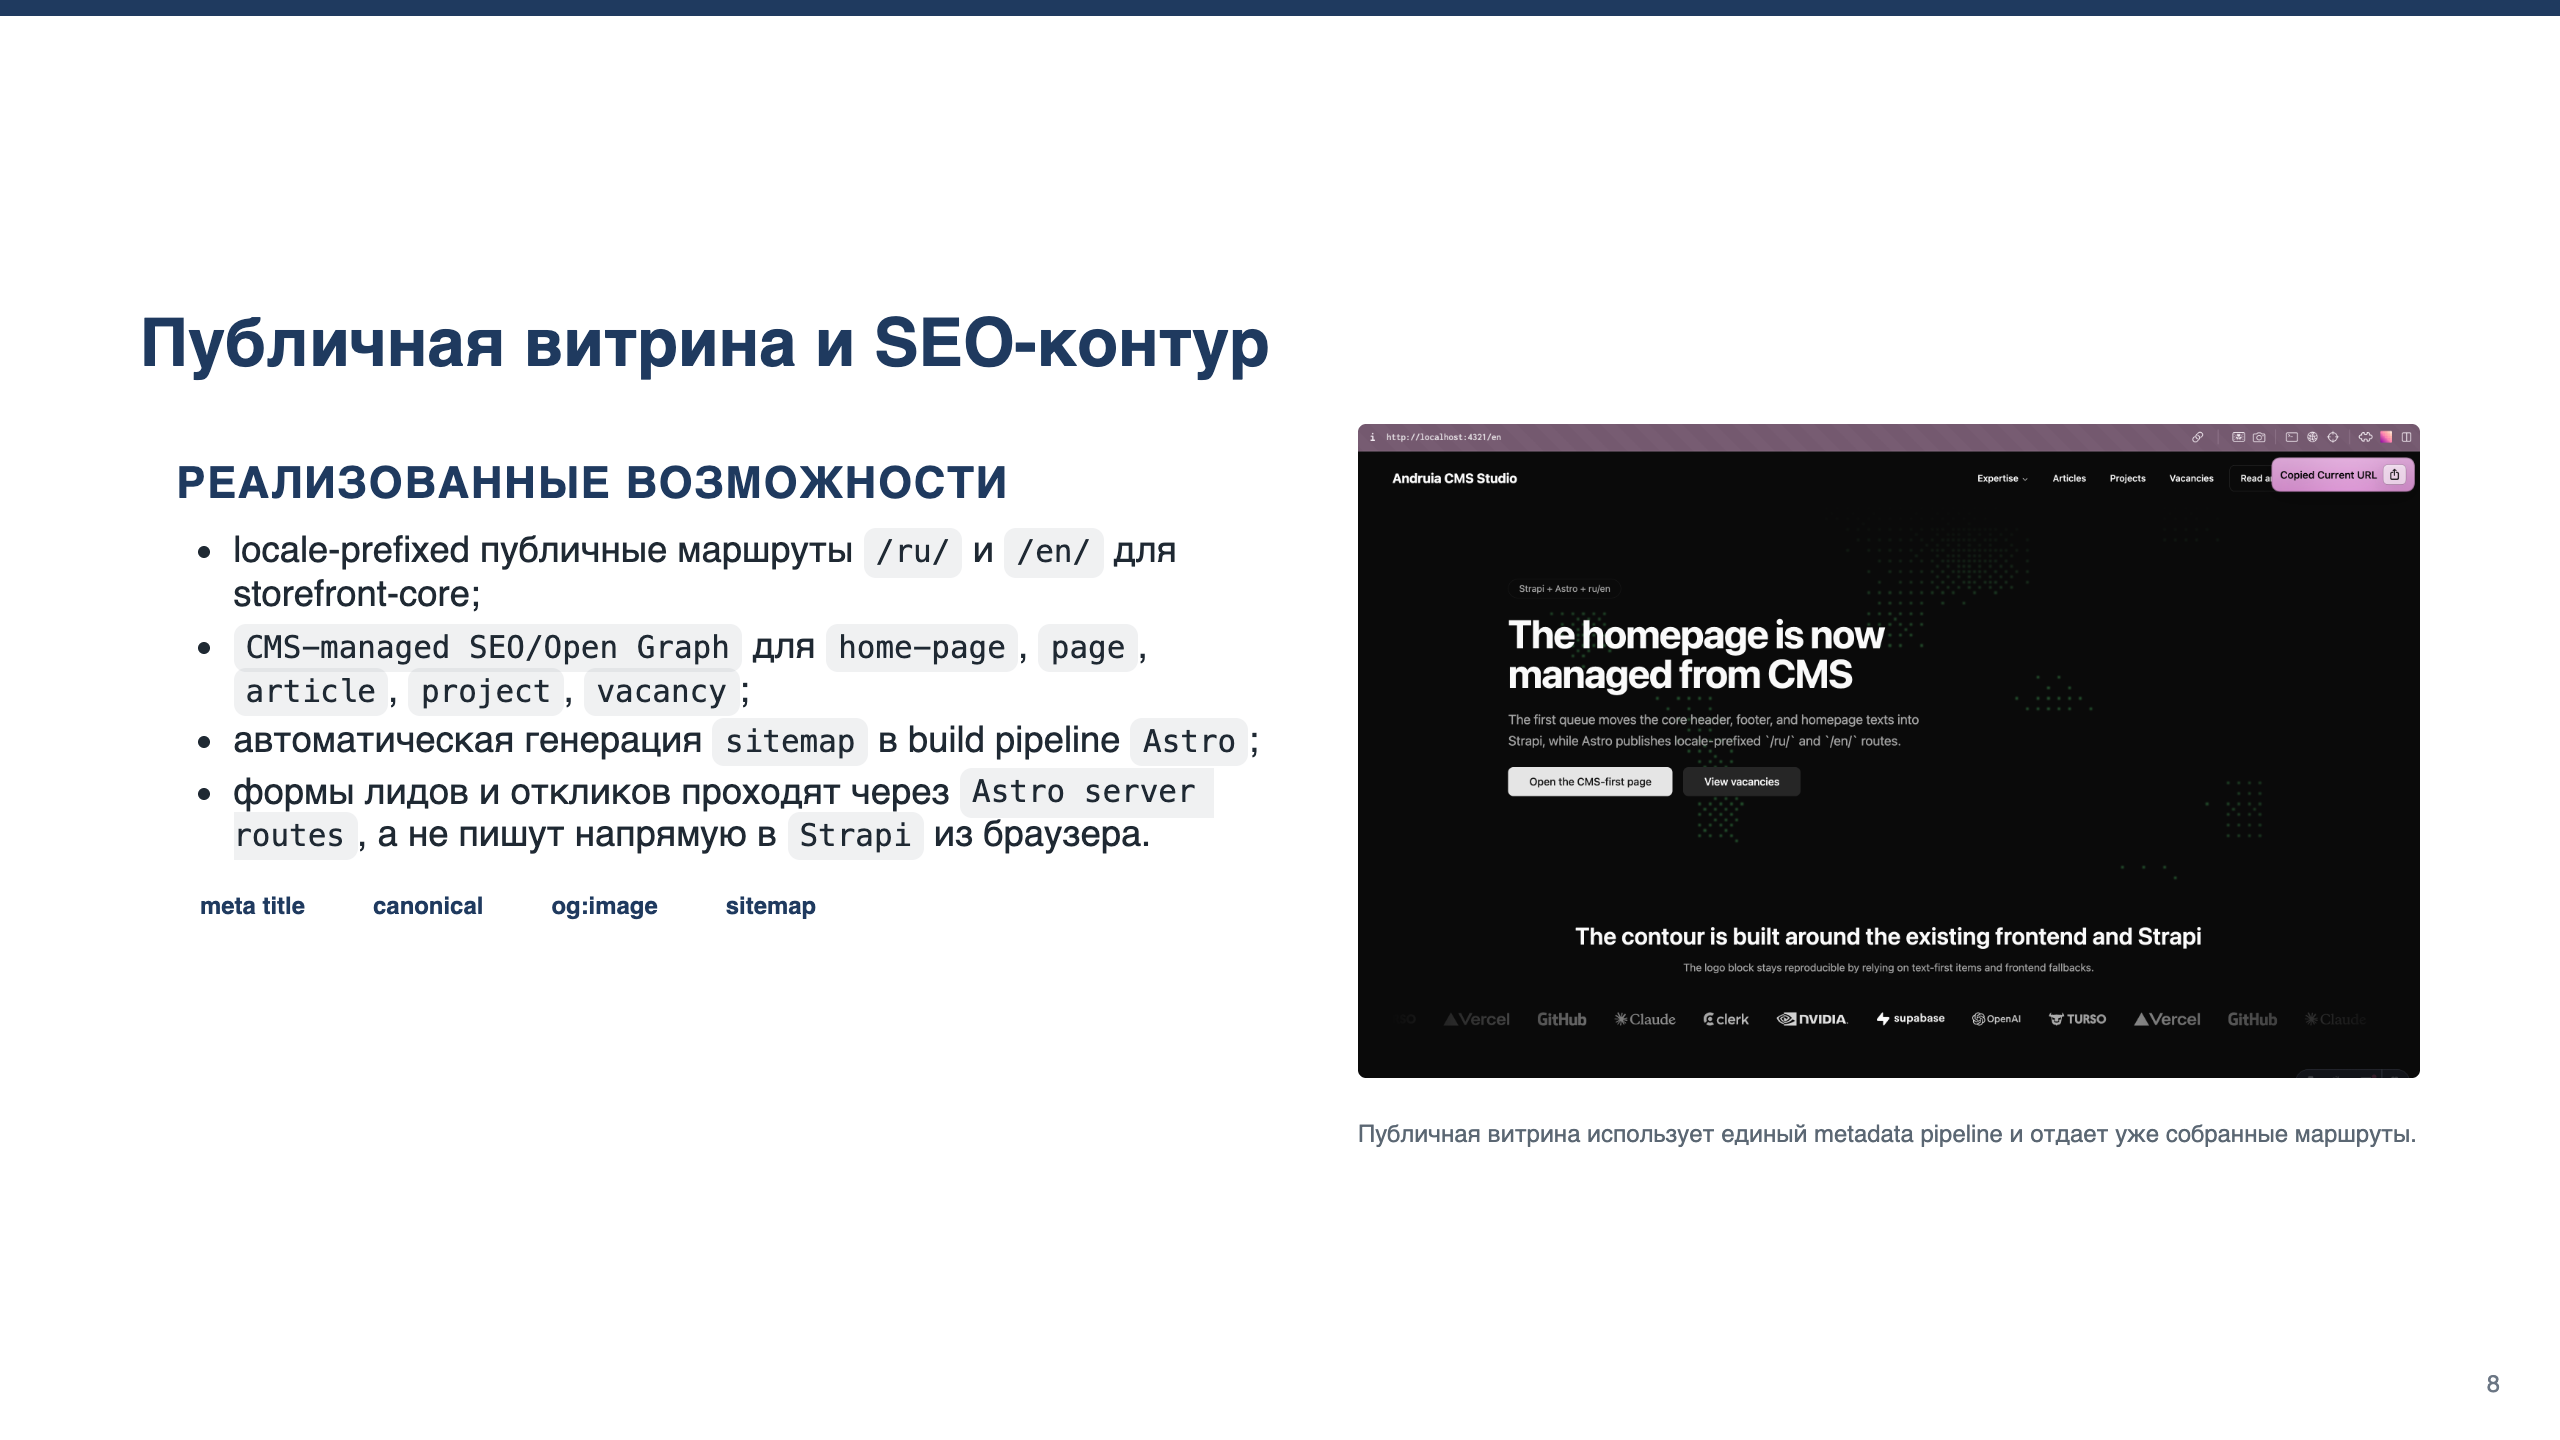 Публичная витрина и SEO-контур
РЕАЛИЗОВАННЫЕ ВОЗМОЖНОСТИ
locale-prefixed публичные маршруты /ru/ и /en/ для
storefront-core;
CMS-managed SEO/Open Graph для home-page, page,
article, project, vacancy;
автоматическая генерация sitemap в build pipeline Astro;
формы лидов и откликов проходят через Astro server
routes, а не пишут напрямую в Strapi из браузера.
meta title canonical og:image sitemap
http://localhost:4321/en
Andruia CMS Studio
Expertise Articles Projects Vacancies Read
Copied Current URL
Strapi + Astro + ru/en
The homepage is now
managed from CMS
The first queue moves the core header, footer, and homepage texts into
Strapi, while Astro publishes locale-prefixed `/ru/` and `/en/` routes.
Open the CMS-first page View vacancies
The contour is built around the existing frontend and Strapi
The logo block stays reproducible by relying on text-first items and frontend fallbacks.
Vercel GitHub Claude clerk NVIDIA. supabase OpenAI TURSO Vercel GitHub Claude
Публичная витрина использует единый metadata pipeline и отдает уже собранные маршруты.
8